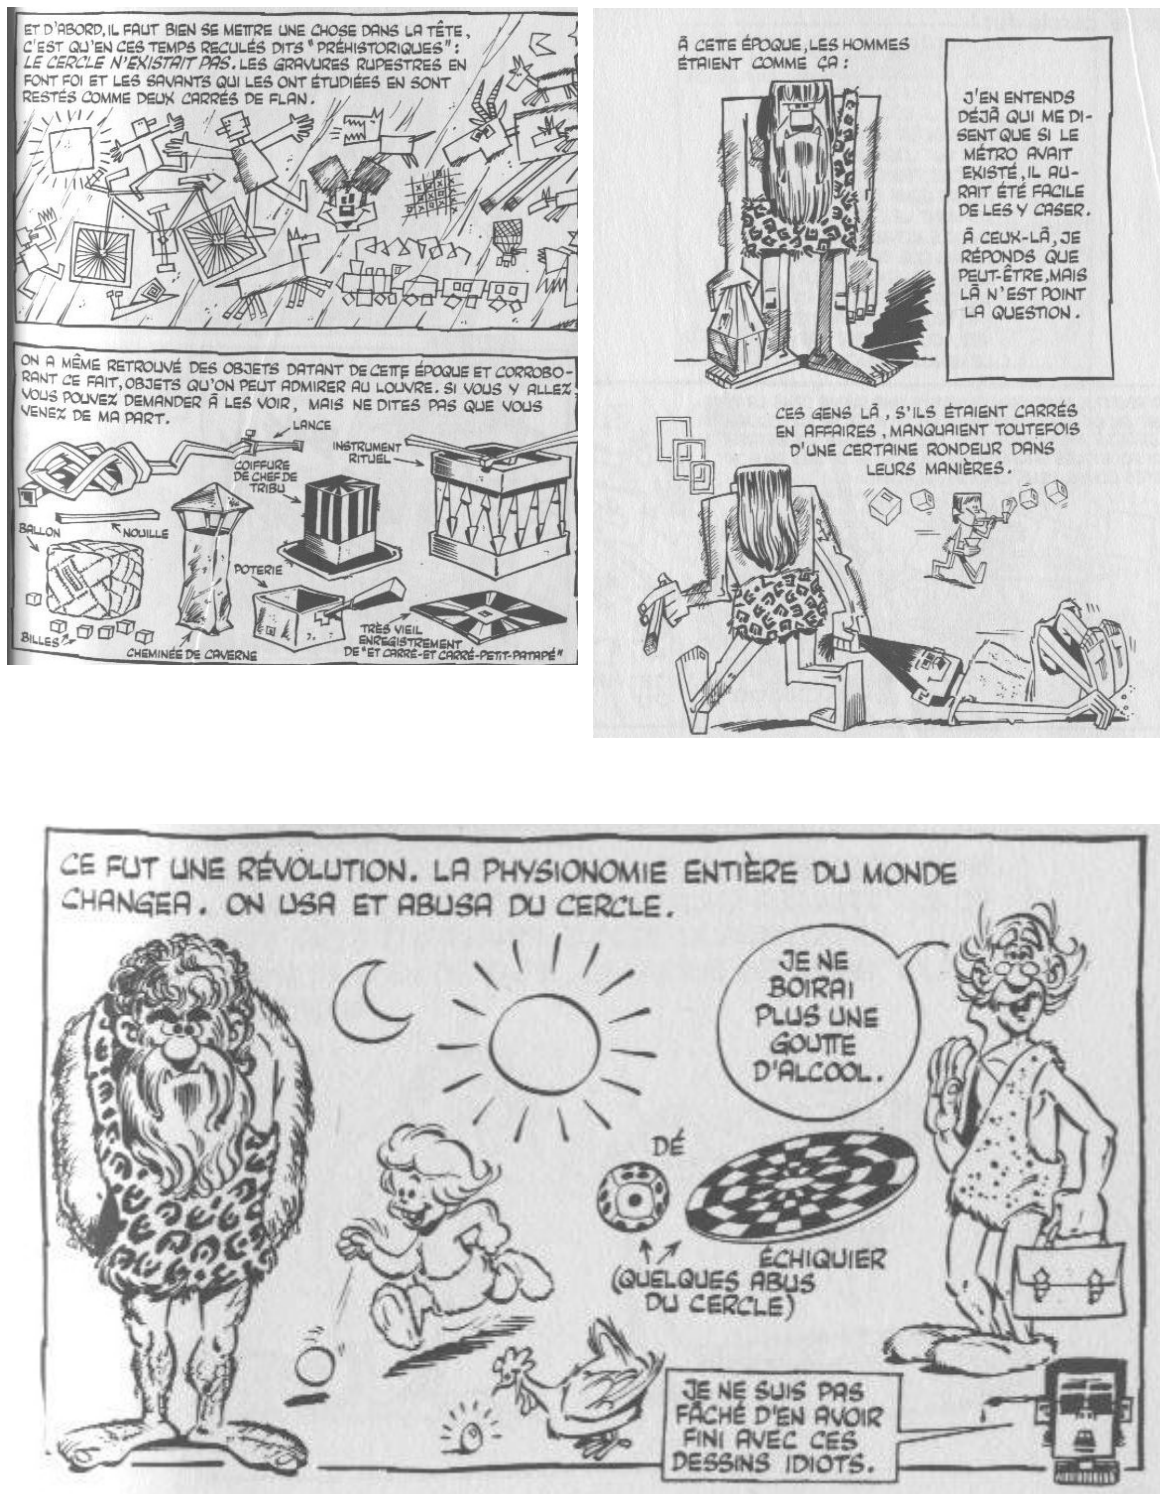 ET D'ABORD, IL FAUT BIEN SE METTRE UNE CHOSE DANS LA TÊTE,
C'EST QU'EN CES TEMPS RECULÉS DITS "PRÉHISTORIQUES" :
LE CERCLE N'EXISTAIT PAS. LES GRAVURES RUPESTRES EN
FONT FOI ET LES SAVANTS QUI LES ONT ÉTUDIÉES EN SONT
RESTÉS COMME DEUX CARRÉS DE FLAN.
ON A MÊME RETROUVÉ DES OBJETS DATANT DE CETTE ÉPOQUE ET CORROBO-
RANT CE FAIT, OBJETS QU'ON PEUT ADMIRER AU LOUVRE. SI VOUS Y ALLEZ,
VOUS POUVEZ DEMANDER À LES VOIR, MAIS NE DITES PAS QUE VOUS
VENEZ DE MA PART.
LANCE
INSTRUMENT
RITUEL
COIFFURE
DE CHEF DE
TRIBU
BALLON
NOUILLE
POTERIE
BILLES
CHEMINÉE DE CAVERNE
TRÈS VIEIL
ENREGISTREMENT
DE "ET CARRÉ-ET CARRÉ-PETIT-PATAPÉ"
À CETTE ÉPOQUE, LES HOMMES
ÉTAIENT COMME ÇA :
J'EN ENTENDS
DÉJÀ QUI ME DI-
SENT QUE SI LE
MÉTRO AVAIT
EXISTÉ, IL AU-
RAIT ÉTÉ FACILE
DE LES Y CASER.
À CEUX-LÀ, JE
RÉPONDS QUE
PEUT-ÊTRE, MAIS
LÀ N'EST POINT
LA QUESTION.
CES GENS LÀ, S'ILS ÉTAIENT CARRÉS
EN AFFAIRES, MANQUAIENT TOUTEFOIS
D'UNE CERTAINE RONDEUR DANS
LEURS MANIÈRES.
CE FUT UNE RÉVOLUTION. LA PHYSIONOMIE ENTIÈRE DU MONDE
CHANGEA. ON USA ET ABUSA DU CERCLE.
JE NE
BOIRAI
PLUS UNE
GOUTTE
D'ALCOOL.
DÉ
ÉCHIQUIER
(QUELQUES ABUS
DU CERCLE)
JE NE SUIS PAS
FÂCHÉ D'EN AVOIR
FINI AVEC CES
DESSINS IDIOTS.